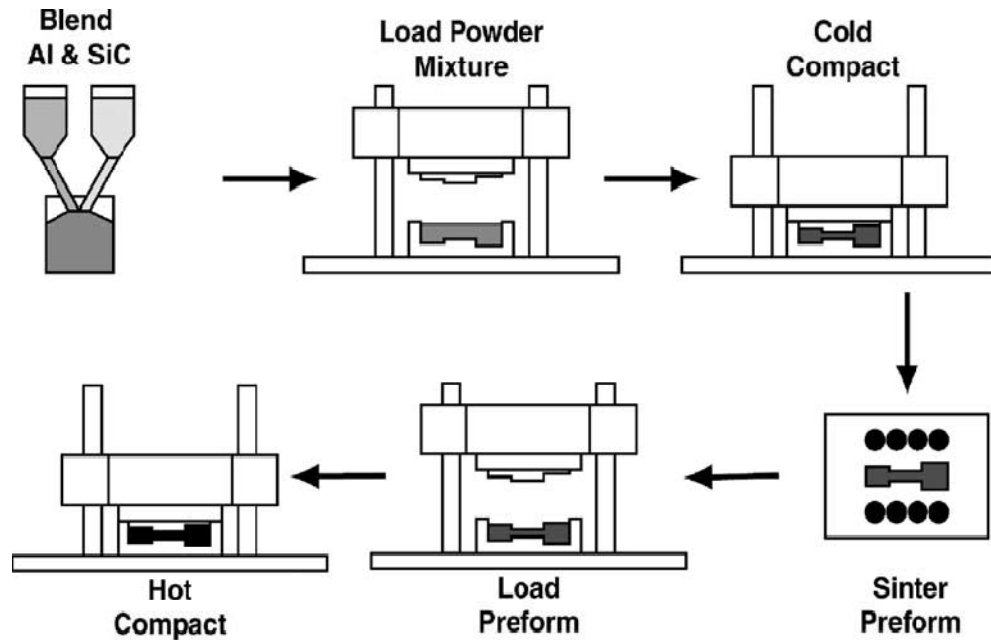 Blend
Al & SiC
Load Powder
Mixture
Cold
Compact
Sinter
Preform
Load
Preform
Hot
Compact